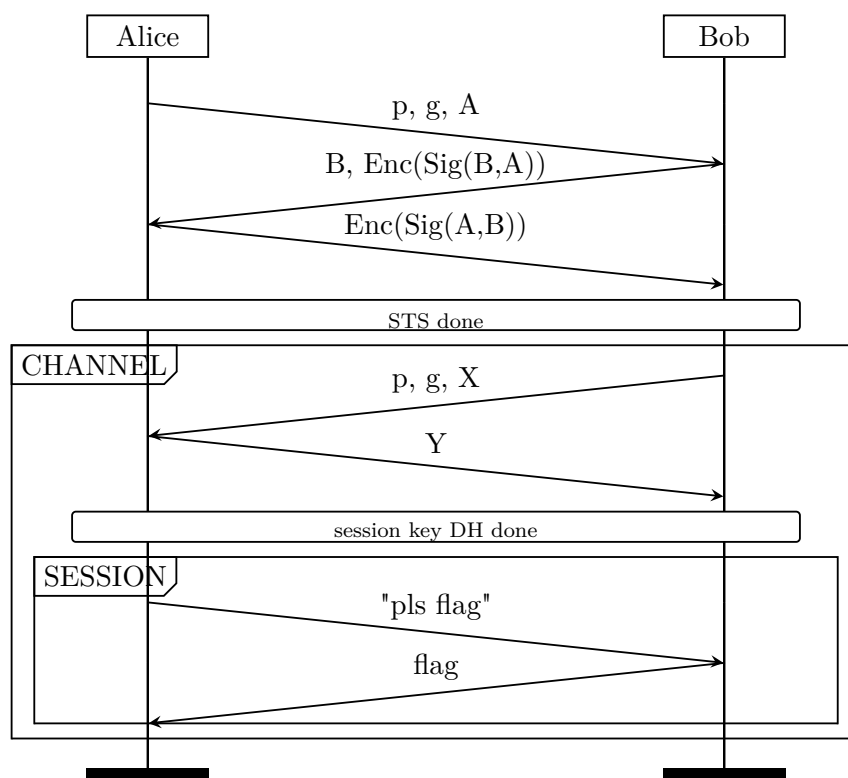 Alice Bob
p, g, A
B, Enc(Sig(B,A))
Enc(Sig(A,B))
STS done
CHANNEL
p, g, X
Y
session key DH done
SESSION
"pls flag"
flag